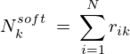 N_k^{soft} = \sum_{i=1}^{N} r_{ik}